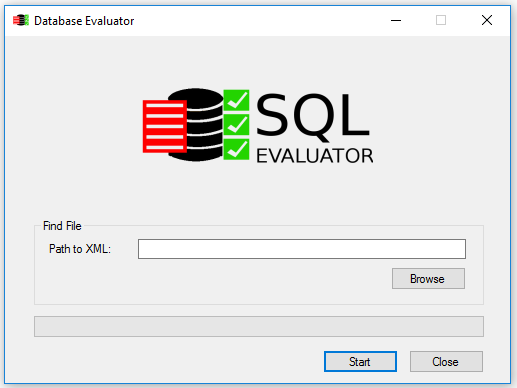 Database Evaluator
SQL
EVALUATOR
Find File
Path to XML:
Browse
Start
Close